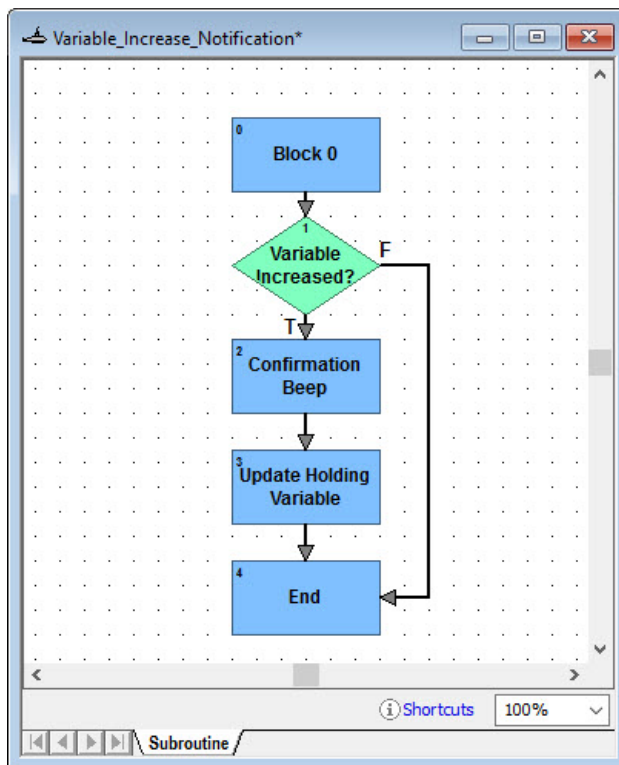 Variable_Increase_Notification*
0
Block 0
1
Variable
Increased?
F
T
2
Confirmation
Beep
3
Update Holding
Variable
4
End
Shortcuts
100%
Subroutine